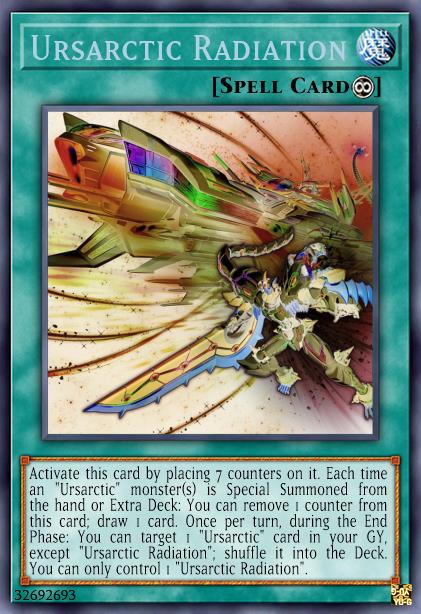 URSARCTIC RADIATION
[SPELL CARD]
Activate this card by placing 7 counters on it. Each time
an "Ursarctic" monster(s) is Special Summoned from
the hand or Extra Deck: You can remove 1 counter from
this card; draw 1 card. Once per turn, during the End
Phase: You can target 1 "Ursarctic" card in your GY,
except "Ursarctic Radiation"; shuffle it into the Deck.
You can only control 1 "Ursarctic Radiation".
32692693